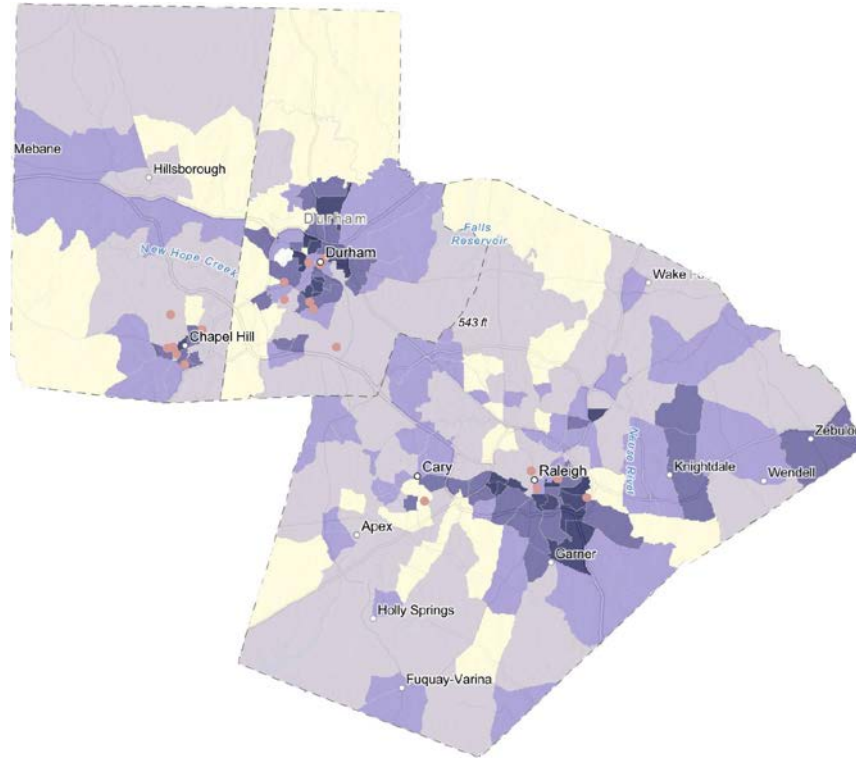 Mebane
Hillsborough
Durham
Falls
Reservoir
Durham
New Hope Creek
Wake
543 ft
Chapel Hill
Cary
Raleigh
Neuse River
Knightdale
Zebulon
Wendell
Apex
Garner
Holly Springs
Fuquay-Varina